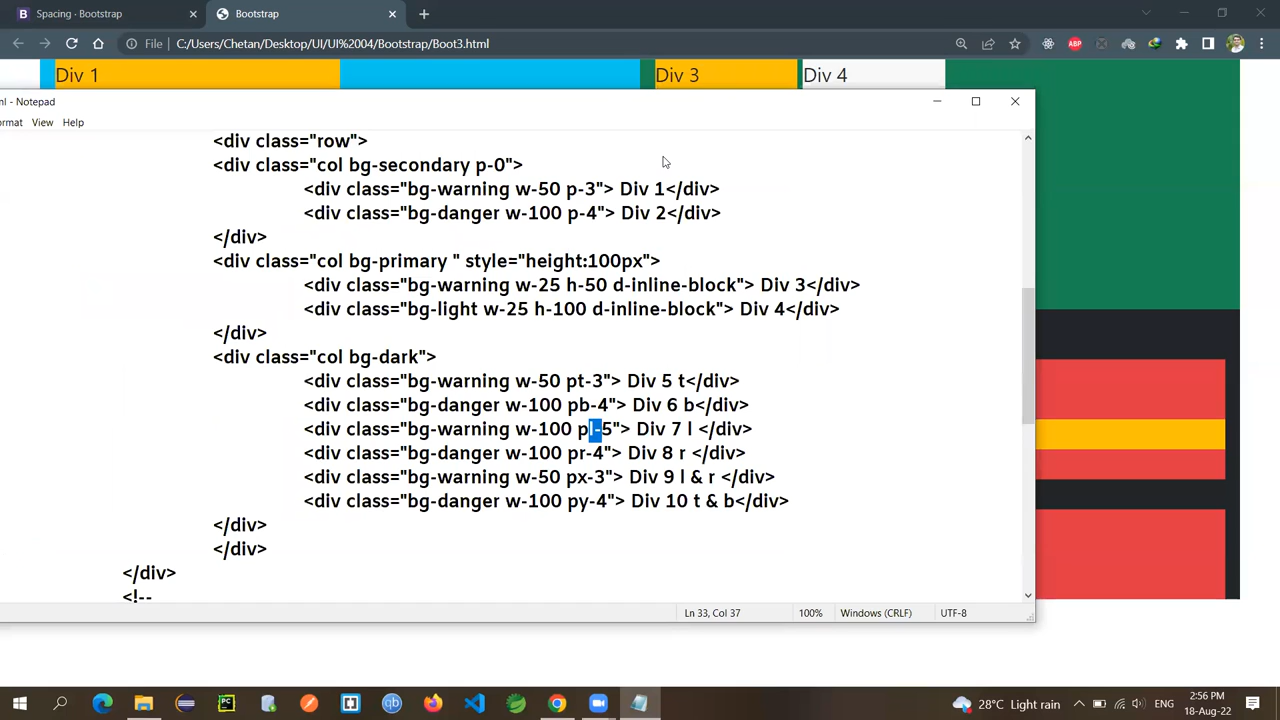 Spacing · Bootstrap
Bootstrap
File
C:/Users/Chetan/Desktop/UI/UI%2004/Bootstrap/Boot3.html
ABP
Div 1
Div 3
Div 4
ml - Notepad
ormat View Help
<div class="row">
<div class="col bg-secondary p-0">
<div class="bg-warning w-50 p-3"> Div 1</div>
<div class="bg-danger w-100 p-4"> Div 2</div>
</div>
<div class="col bg-primary " style="height:100px">
<div class="bg-warning w-25 h-50 d-inline-block"> Div 3</div>
<div class="bg-light w-25 h-100 d-inline-block"> Div 4</div>
</div>
<div class="col bg-dark">
<div class="bg-warning w-50 pt-3"> Div 5 t</div>
<div class="bg-danger w-100 pb-4"> Div 6 b</div>
<div class="bg-warning w-100 pl-5"> Div 7 l </div>
<div class="bg-danger w-100 pr-4"> Div 8 r </div>
<div class="bg-warning w-50 px-3"> Div 9 l & r </div>
<div class="bg-danger w-100 py-4"> Div 10 t & b</div>
</div>
</div>
</div>
<!--
Ln 33, Col 37
100%
Windows (CRLF)
UTF-8
PC
qb
28°C Light rain
ENG
2:56 PM
18-Aug-22